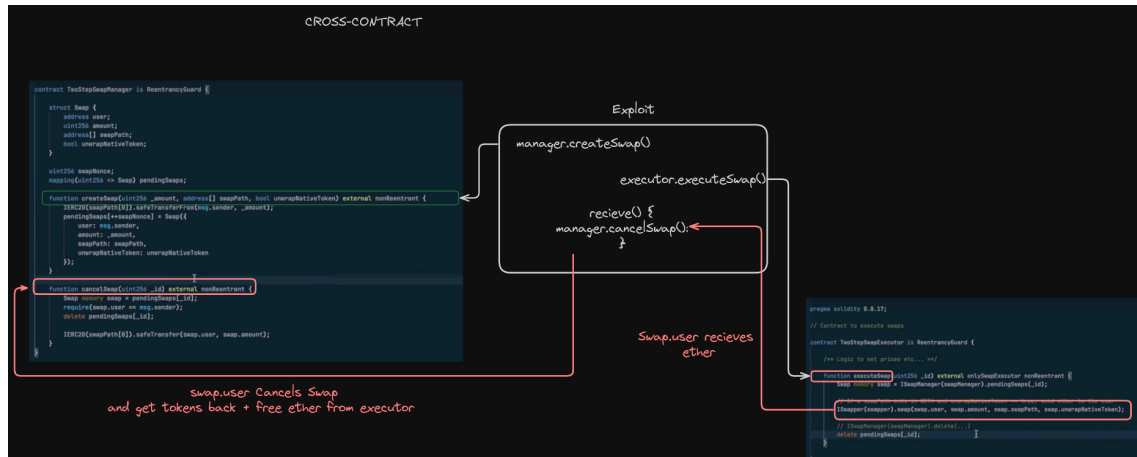 CROSS-CONTRACT
contract TwoStepSwapManager is ReentrancyGuard {
struct Swap {
address user;
uint256 amount;
address[] swapPath;
bool unwrapNativeToken;
}
uint256 swapNonce;
mapping(uint256 => Swap) pendingSwaps;
function createSwap(uint256 _amount, address[] swapPath, bool unwrapNativeToken) external nonReentrant {
IERC20(swapPath[0]).safeTransferFrom(msg.sender, _amount);
pendingSwaps[++swapNonce] = Swap({
user: msg.sender,
amount: _amount,
swapPath: swapPath,
unwrapNativeToken: unwrapNativeToken
});
}
function cancelSwap(uint256 _id) external nonReentrant {
Swap memory swap = pendingSwaps[_id];
require(swap.user == msg.sender);
delete pendingSwaps[_id];
IERC20(swapPath[0]).safeTransfer(swap.user, swap.amount);
}
}
Exploit
manager.createSwap()
executor.executeSwap()
recieve() {
manager.cancelSwap();
}
Swap.user recieves
ether
swap.user Cancels Swap
and get tokens back + free ether from executor
pragma solidity 0.8.17;
// Contract to execute swaps
contract TwoStepSwapExecutor is ReentrancyGuard {
/** Logic to set prices etc... **/
function executeSwap(uint256 _id) external onlySwapExecutor nonReentrant {
Swap memory swap = ISwapManager(swapManager).pendingSwaps(_id);
ISwapper(swapper).swap(swap.user, swap.amount, swap.swapPath, swap.unwrapNativeToken);
// ISwapManager(swapManager).delete(...)
delete pendingSwaps[_id];
}